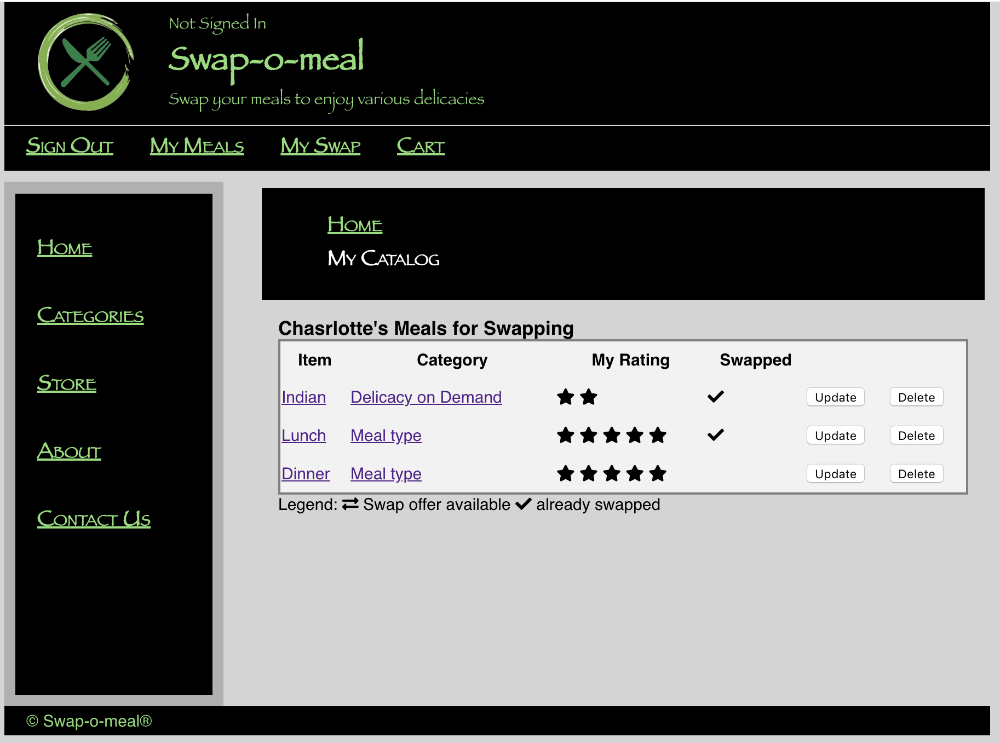 Not Signed In
Swap-o-meal
Swap your meals to enjoy various delicacies
Sign Out My Meals My Swap Cart
Home
Categories
Store
About
Contact Us
Home
My Catalog
Chasrlotte's Meals for Swapping
Item Category My Rating Swapped
Indian Delicacy on Demand Update Delete
Lunch Meal type Update Delete
Dinner Meal type Update Delete
Legend: Swap offer available already swapped
© Swap-o-meal®